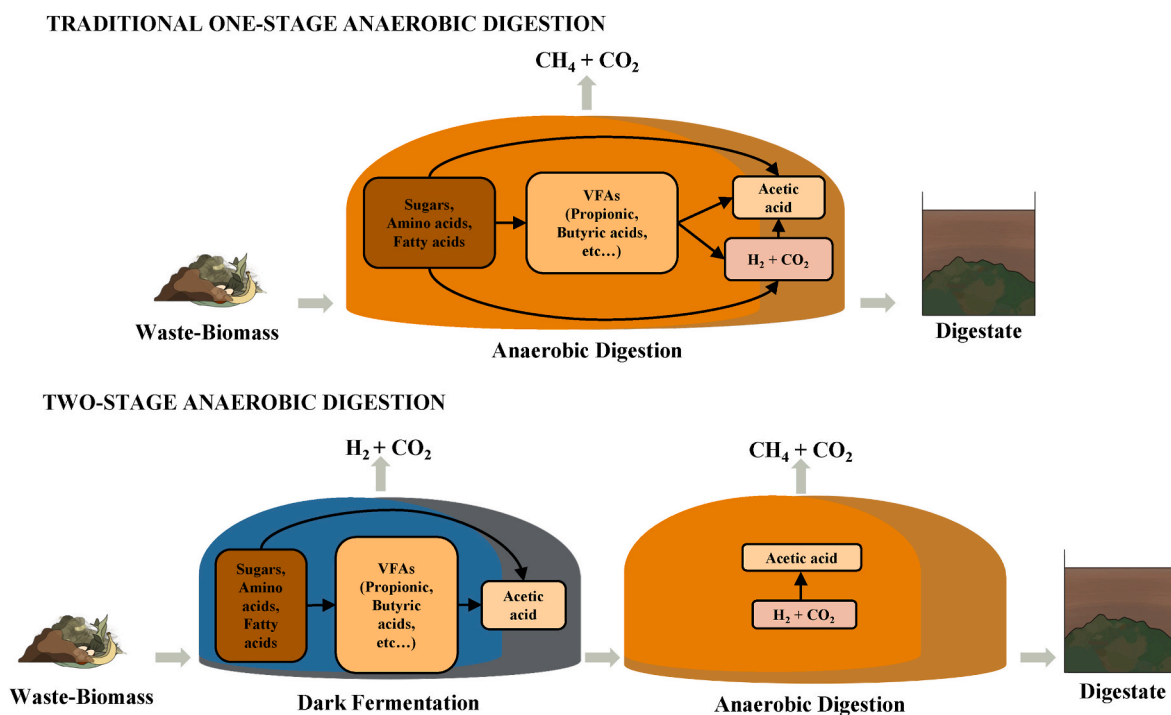 TRADITIONAL ONE-STAGE ANAEROBIC DIGESTION
CH₄ + CO₂
Sugars,
Amino acids,
Fatty acids
VFAs
(Propionic,
Butyric acids,
etc…)
Acetic
acid
H₂ + CO₂
Waste-Biomass
Anaerobic Digestion
Digestate
TWO-STAGE ANAEROBIC DIGESTION
H₂ + CO₂
CH₄ + CO₂
Sugars,
Amino
acids,
Fatty
acids
VFAs
(Propionic,
Butyric
acids,
etc…)
Acetic
acid
Acetic acid
H₂ + CO₂
Waste-Biomass
Dark Fermentation
Anaerobic Digestion
Digestate